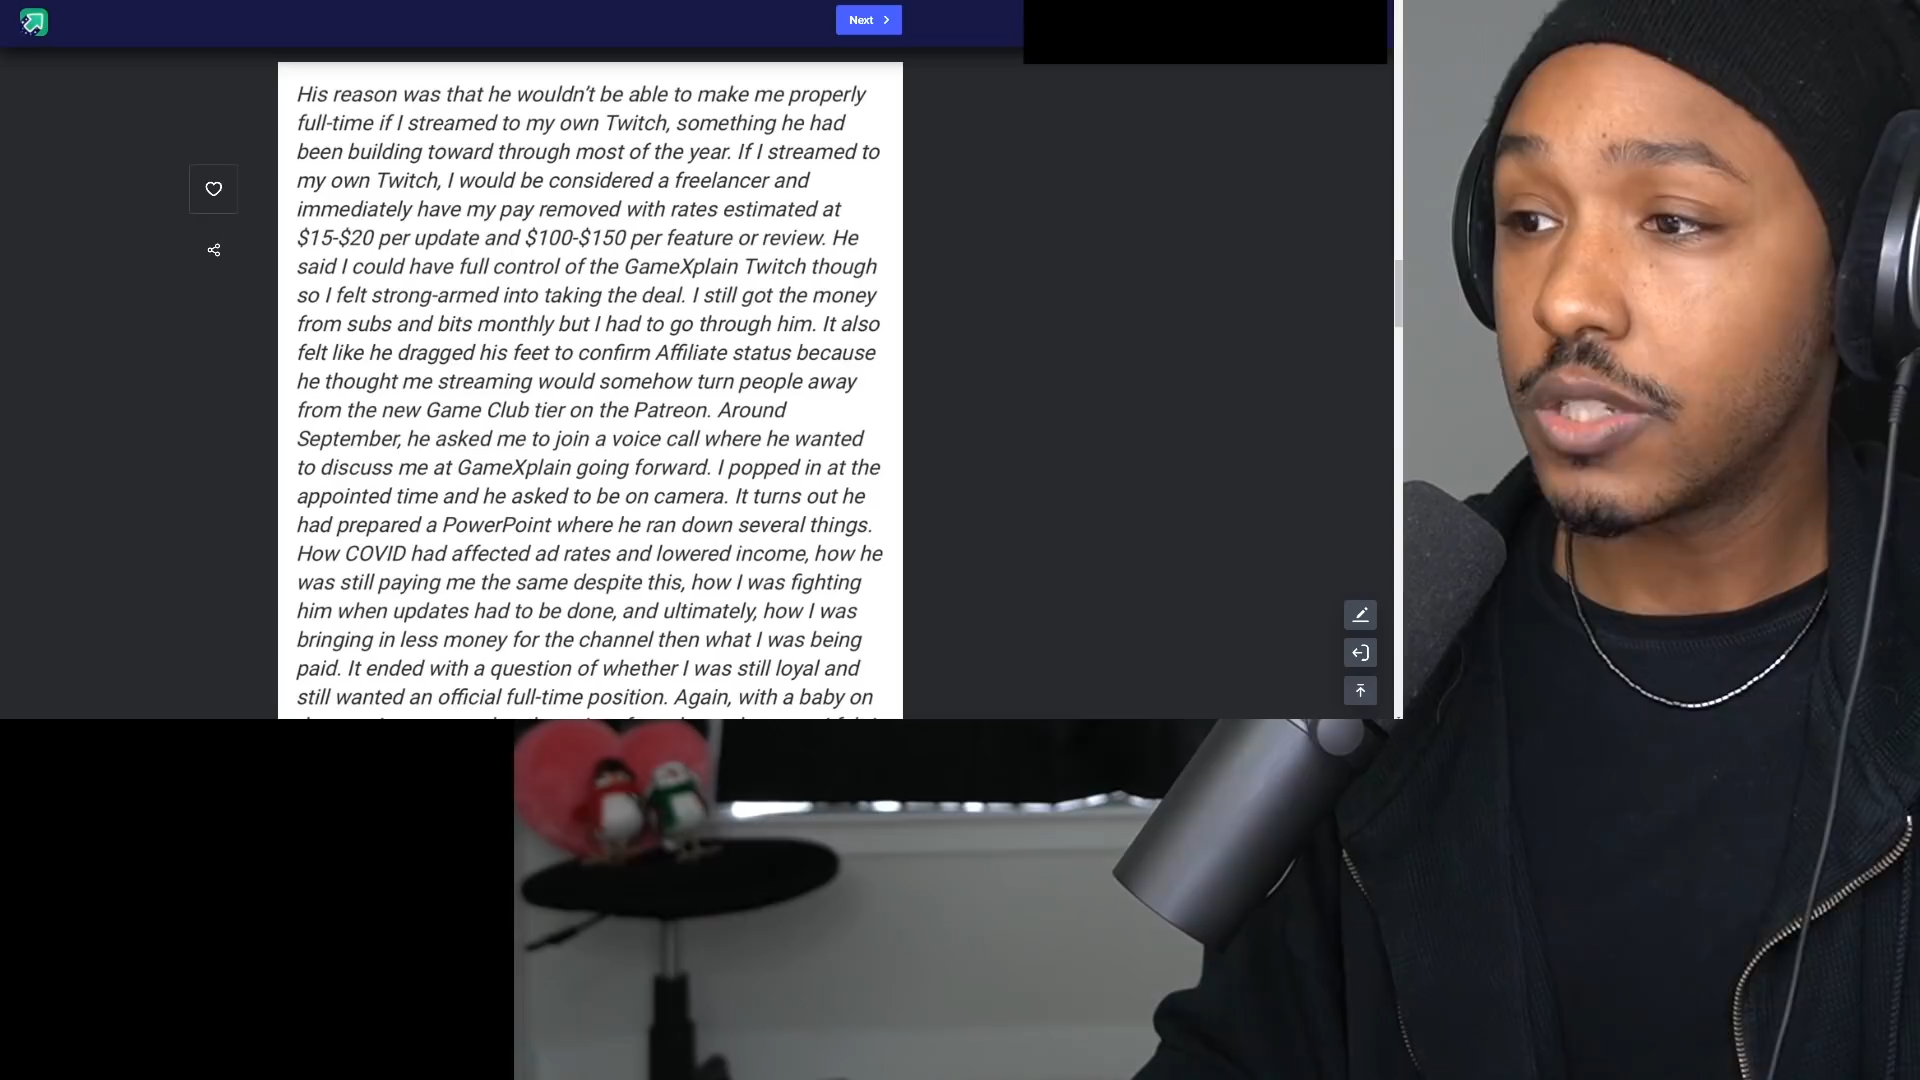 Next
His reason was that he wouldn't be able to make me properly
full-time if I streamed to my own Twitch, something he had
been building toward through most of the year. If I streamed to
my own Twitch, I would be considered a freelancer and
immediately have my pay removed with rates estimated at
$15-$20 per update and $100-$150 per feature or review. He
said I could have full control of the GameXplain Twitch though
so I felt strong-armed into taking the deal. I still got the money
from subs and bits monthly but I had to go through him. It also
felt like he dragged his feet to confirm Affiliate status because
he thought me streaming would somehow turn people away
from the new Game Club tier on the Patreon. Around
September, he asked me to join a voice call where he wanted
to discuss me at GameXplain going forward. I popped in at the
appointed time and he asked to be on camera. It turns out he
had prepared a PowerPoint where he ran down several things.
How COVID had affected ad rates and lowered income, how he
was still paying me the same despite this, how I was fighting
him when updates had to be done, and ultimately, how I was
bringing in less money for the channel then what I was being
paid. It ended with a question of whether I was still loyal and
still wanted an official full-time position. Again, with a baby on